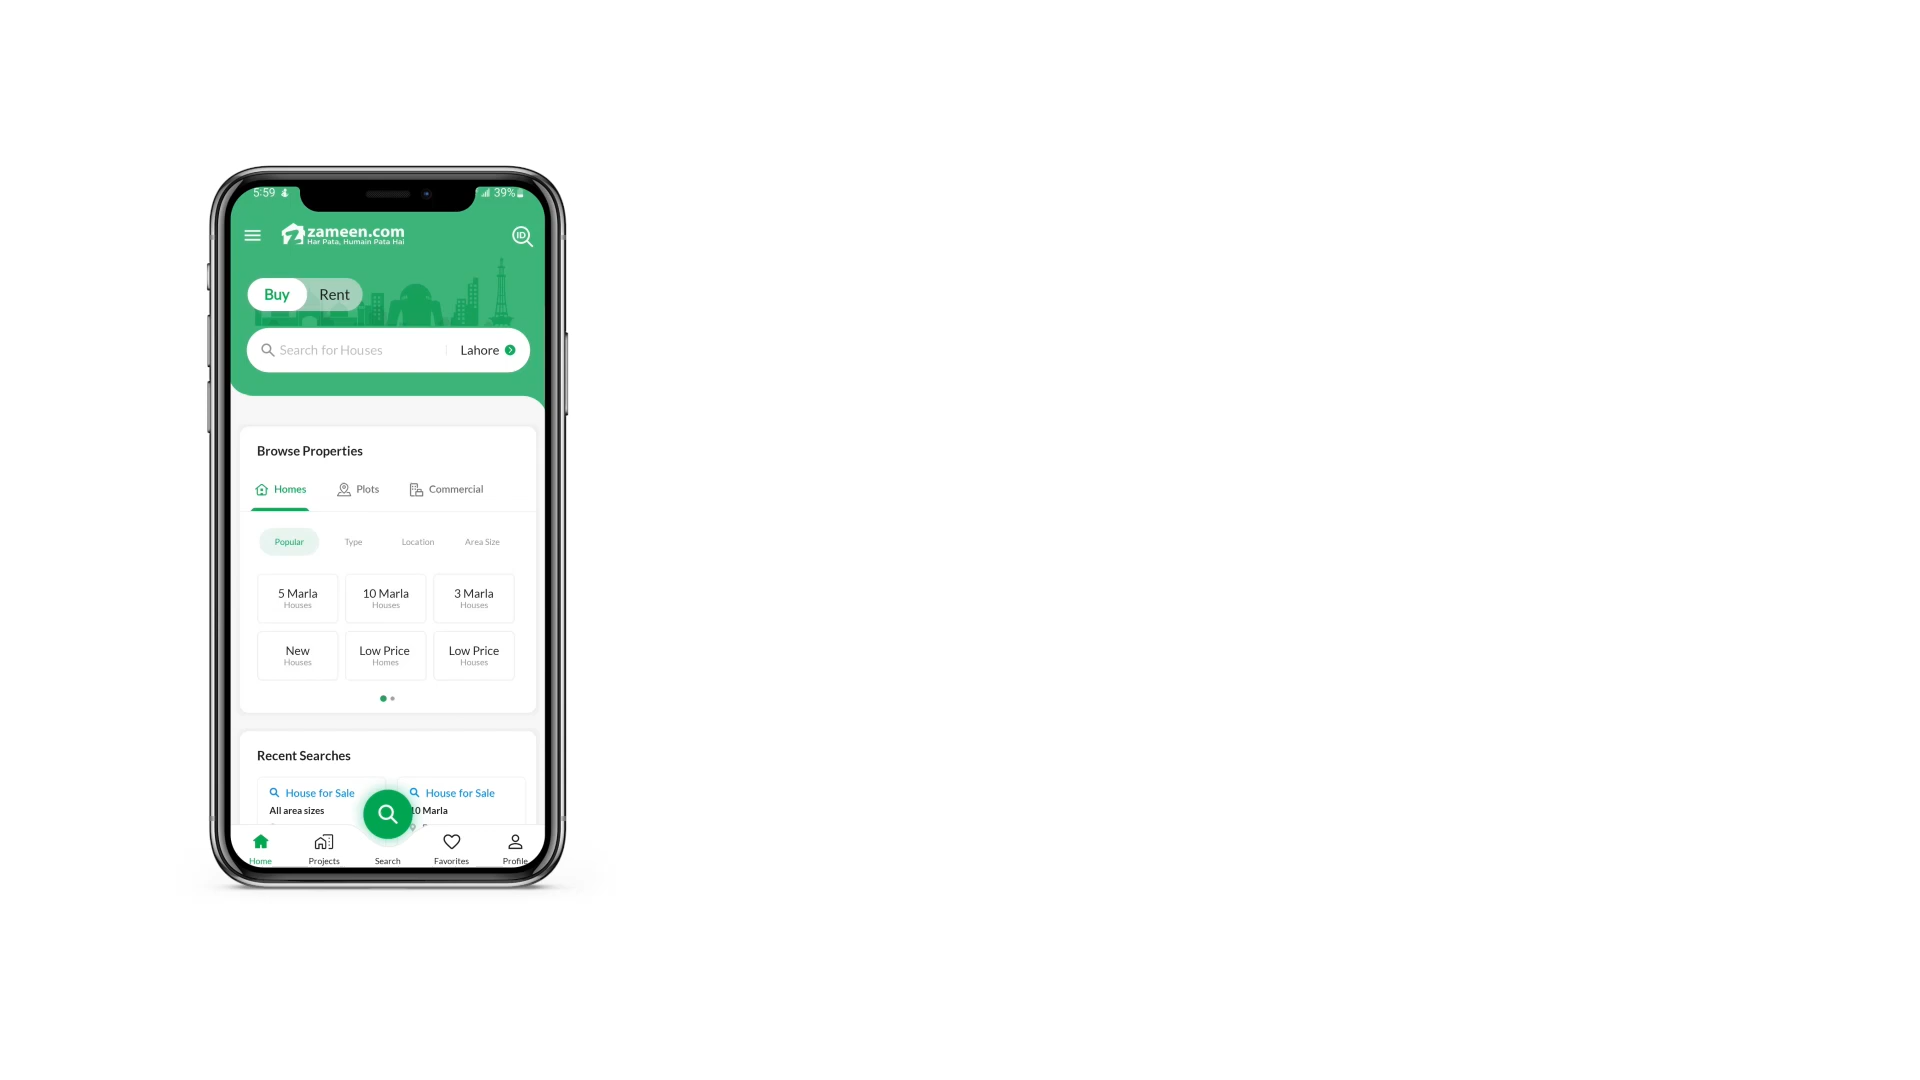 5:59
39%
zameen.com
Har Pata, Humain Pata Hai
ID
Buy Rent
Search for Houses Lahore
Browse Properties
Homes Plots Commercial
Popular Type Location Area Size
5 Marla 10 Marla 3 Marla
Houses Houses Houses
New Low Price Low Price
Houses Homes Houses
Recent Searches
House for Sale House for Sale
All area sizes 10 Marla
Home Projects Search Favorites Profile